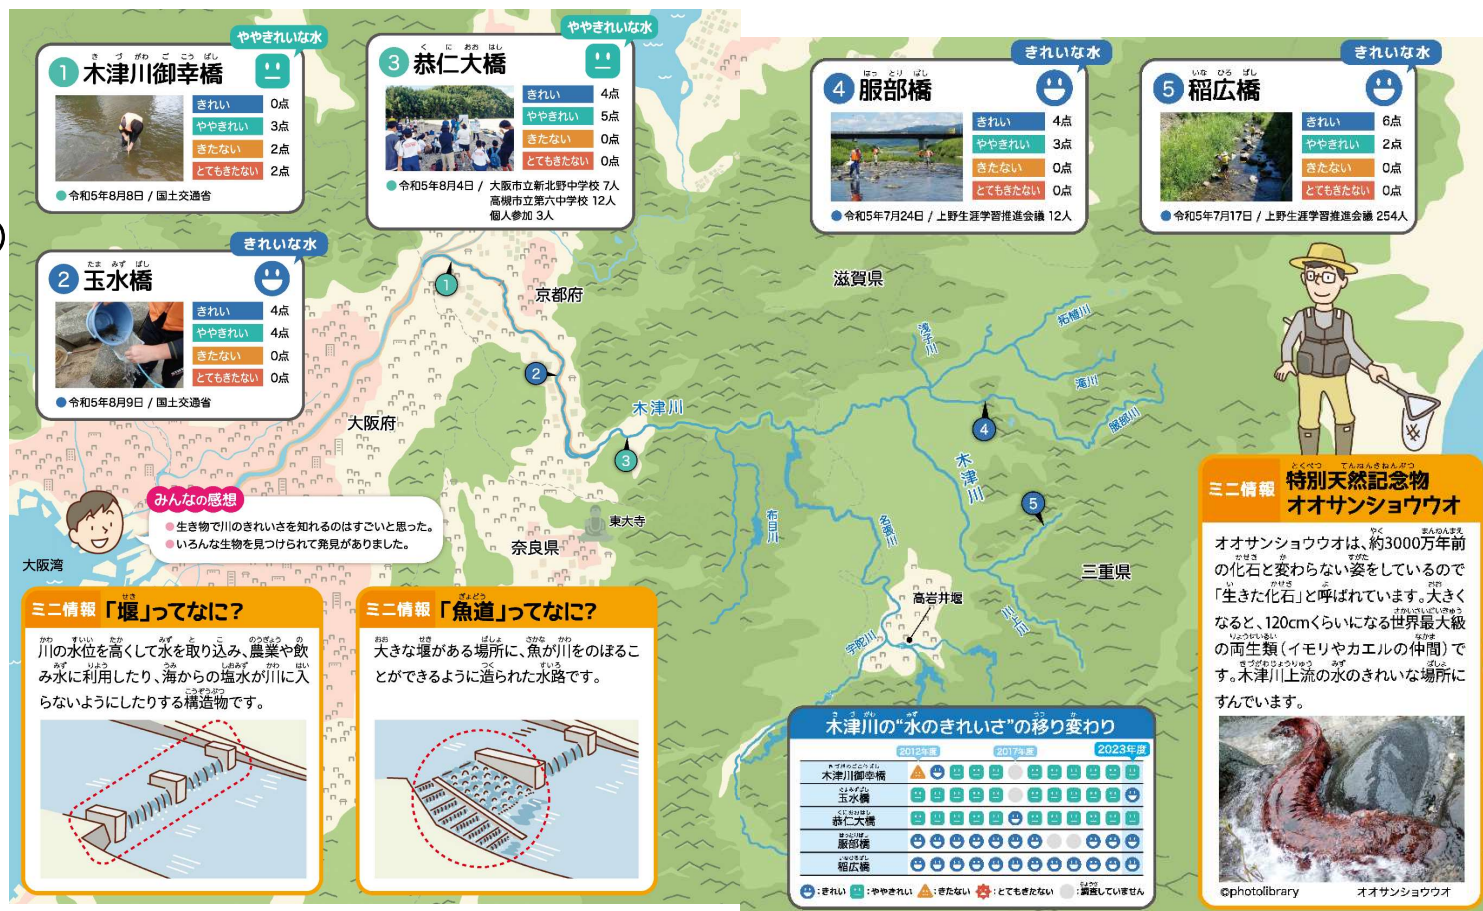 ややきれいな水
1 木津川御幸橋
きれい 0点
ややきれい 3点
きたない 2点
とてもきたない 2点
令和5年8月8日 / 国土交通省
きれいな水
2 玉水橋
きれい 4点
ややきれい 4点
きたない 0点
とてもきたない 0点
令和5年8月9日 / 国土交通省
ややきれいな水
3 恭仁大橋
きれい 4点
ややきれい 5点
きたない 0点
とてもきたない 0点
令和5年8月4日 / 大阪市立新北野中学校 7人
高槻市立第六中学校 12人
個人参加 3人
きれいな水
4 服部橋
きれい 4点
ややきれい 3点
きたない 0点
とてもきたない 0点
令和5年7月24日 / 上野生涯学習推進会議 12人
きれいな水
5 稲広橋
きれい 6点
ややきれい 2点
きたない 0点
とてもきたない 0点
令和5年7月17日 / 上野生涯学習推進会議 254人
1
2
3
4
5
京都府
滋賀県
大阪府
奈良県
三重県
大阪湾
東大寺
木津川
木津川
布目川
名張川
宇陀川
高岩井堰
川上川
服部川
滝川
拓植川
みんなの感想
生き物で川のきれいさを知れるのはすごいと思った。
いろんな生物を見つけられて発見がありました。
ミニ情報 「堰」ってなに?
川の水位を高くして水を取り込み、農業や飲
み水に利用したり、海からの塩水が川に入
らないようにしたりする構造物です。
ミニ情報 「魚道」ってなに?
大きな堰がある場所に、魚が川をのぼるこ
とができるように造られた水路です。
木津川の“水のきれいさ”の移り変わり
2012年度 2017年度 2023年度
木津川御幸橋
玉水橋
恭仁大橋
服部橋
稲広橋
:きれい :ややきれい :きたない :とてもきたない :調査していません
ミニ情報 特別天然記念物
オオサンショウウオ
オオサンショウウオは、約3000万年前
の化石と変わらない姿をしているので
「生きた化石」と呼ばれています。大きく
なると、120cmくらいになる世界最大級
の両生類(イモリやカエルの仲間)で
す。木津川上流の水のきれいな場所に
すんでいます。
©photolibrary オオサンショウウオ